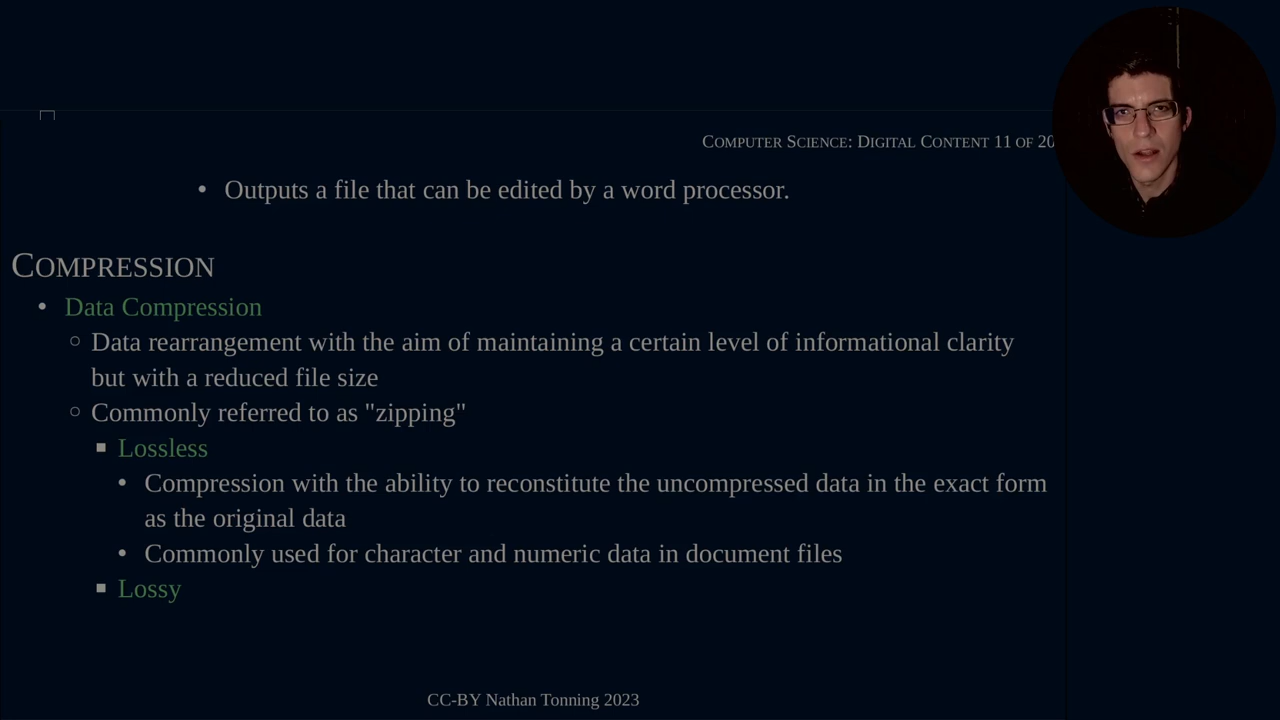 COMPUTER SCIENCE: DIGITAL CONTENT 11 OF 20
• Outputs a file that can be edited by a word processor.
COMPRESSION
• Data Compression
○ Data rearrangement with the aim of maintaining a certain level of informational clarity
but with a reduced file size
○ Commonly referred to as "zipping"
■ Lossless
• Compression with the ability to reconstitute the uncompressed data in the exact form
as the original data
• Commonly used for character and numeric data in document files
■ Lossy
CC-BY Nathan Tonning 2023